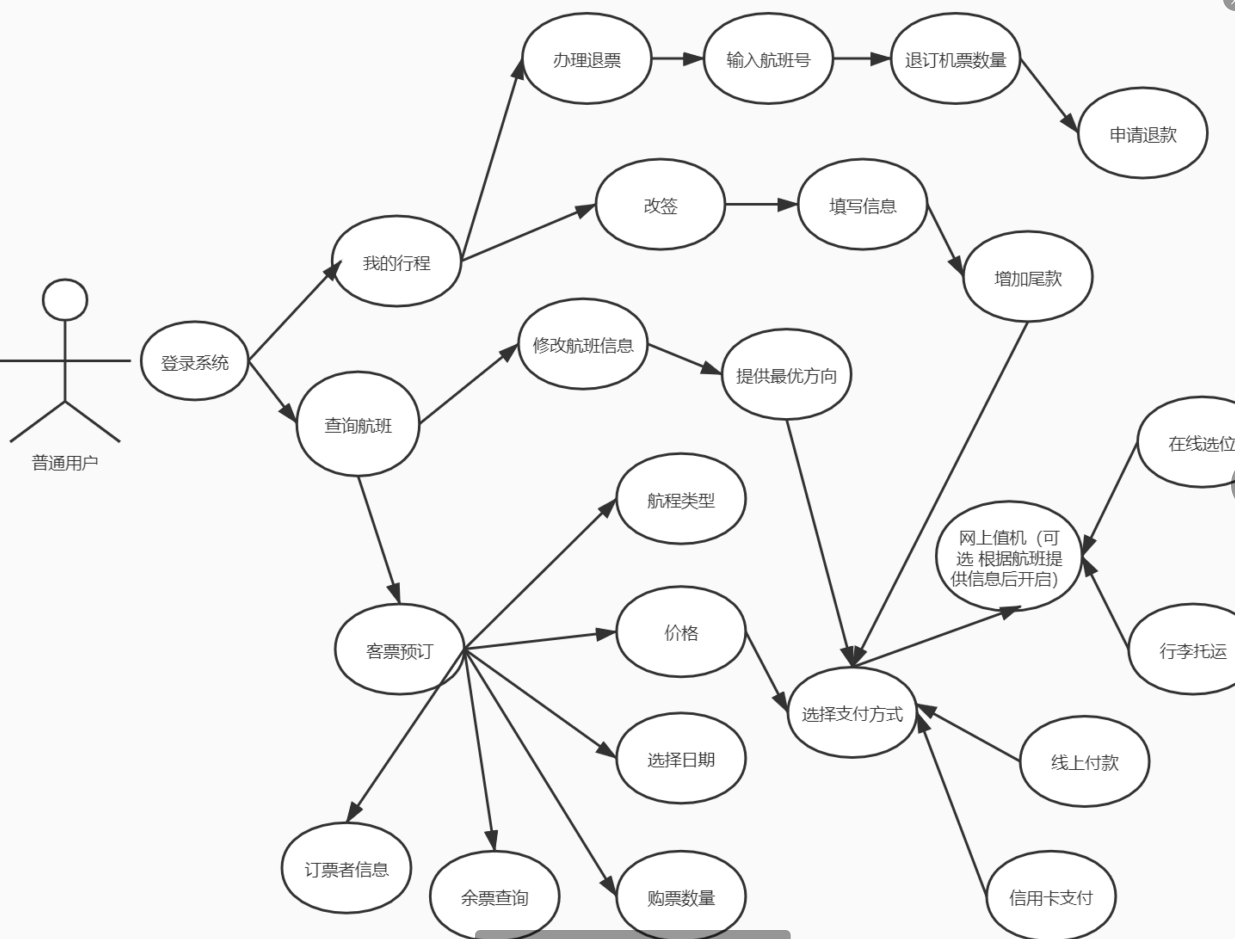 办理退票
输入航班号
退订机票数量
申请退款
改签
填写信息
我的行程
增加尾款
登录系统
修改航班信息
提供最优方向
查询航班
普通用户
在线选位
航程类型
网上值机（可
选 根据航班提
供信息后开启）
价格
客票预订
行李托运
选择支付方式
选择日期
线上付款
订票者信息
余票查询
购票数量
信用卡支付